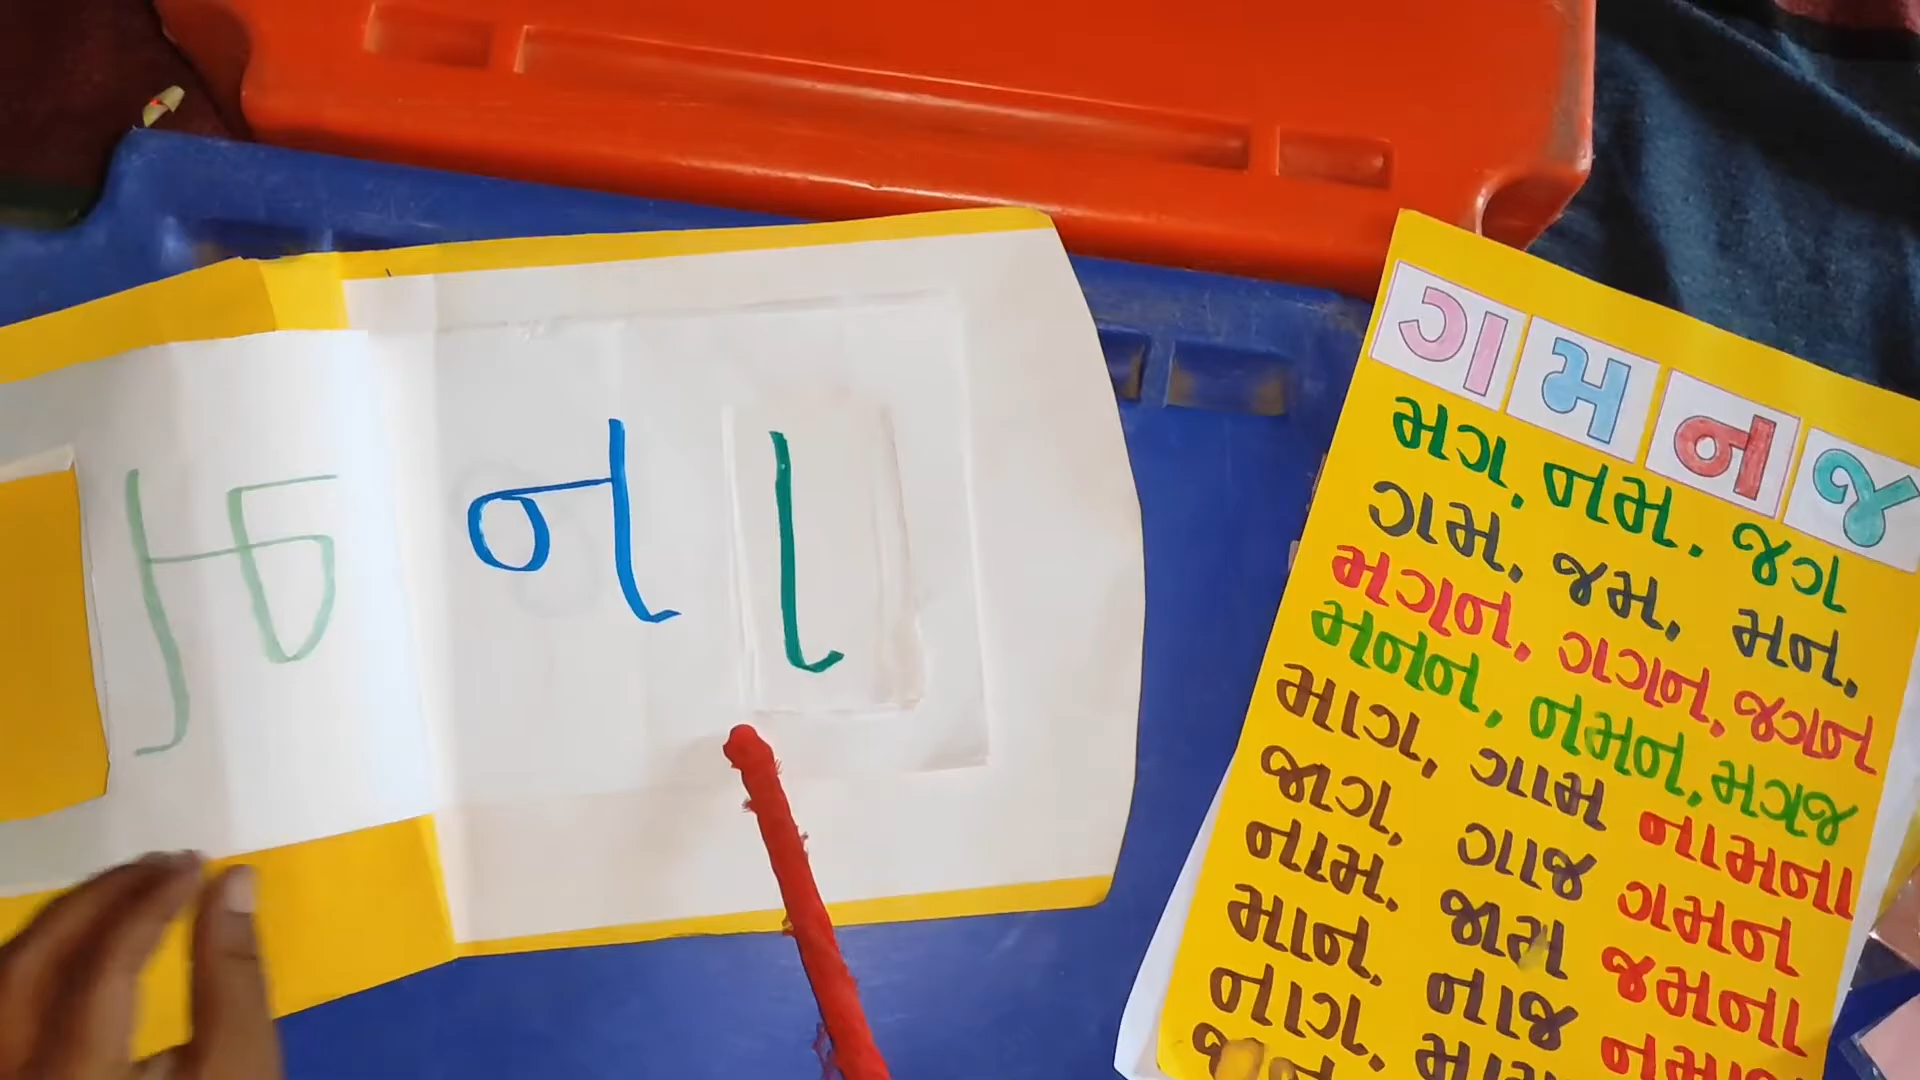 ના
ગ મ ન જ
મગ. નમ. જગ
ગમ. જમ. મન.
મગન. ગગન. જગન
મનન, નમન. મગજ
માગ, ગામ નામના
જાગ. ગાજ ગમન
નામ. જામ જમના
માન. નાજ
નાગ.